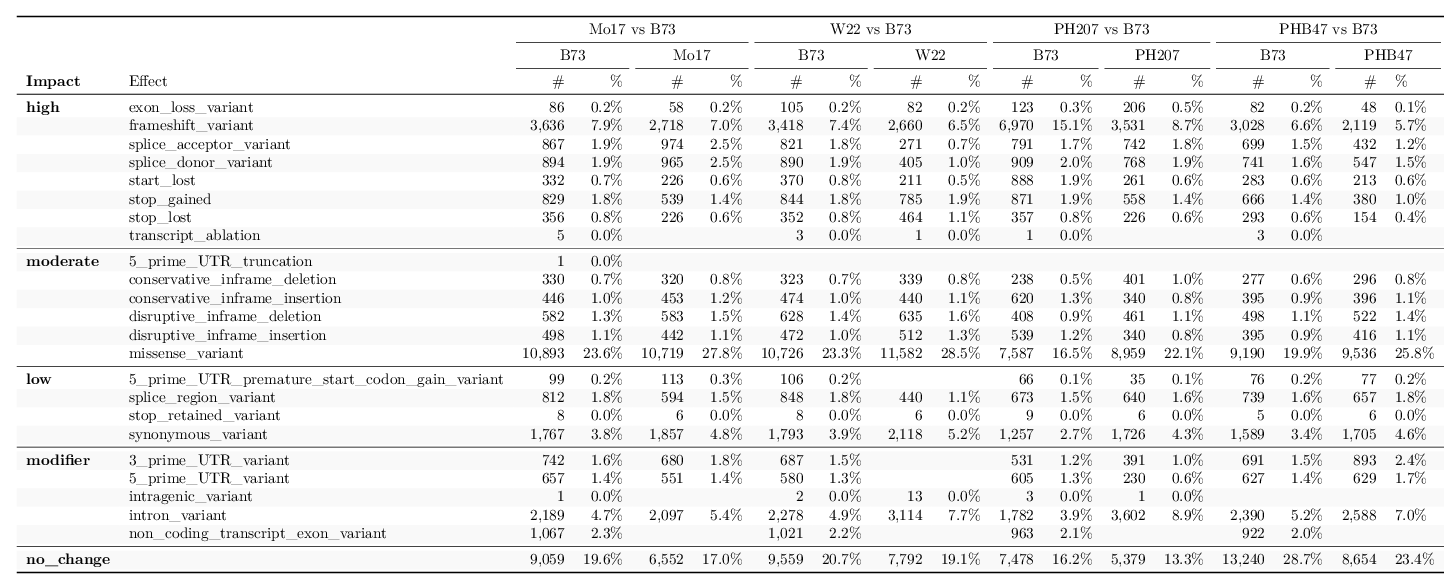 Mo17 vs B73 W22 vs B73 PH207 vs B73 PHB47 vs B73
B73 Mo17 B73 W22 B73 PH207 B73 PHB47
Impact Effect # % # % # % # % # % # % # % # %
high exon_loss_variant 86 0.2% 58 0.2% 105 0.2% 82 0.2% 123 0.3% 206 0.5% 82 0.2% 48 0.1%
frameshift_variant 3,636 7.9% 2,718 7.0% 3,418 7.4% 2,660 6.5% 6,970 15.1% 3,531 8.7% 3,028 6.6% 2,119 5.7%
splice_acceptor_variant 867 1.9% 974 2.5% 821 1.8% 271 0.7% 791 1.7% 742 1.8% 699 1.5% 432 1.2%
splice_donor_variant 894 1.9% 965 2.5% 890 1.9% 405 1.0% 909 2.0% 768 1.9% 741 1.6% 547 1.5%
start_lost 332 0.7% 226 0.6% 370 0.8% 211 0.5% 888 1.9% 261 0.6% 283 0.6% 213 0.6%
stop_gained 829 1.8% 539 1.4% 844 1.8% 785 1.9% 871 1.9% 558 1.4% 666 1.4% 380 1.0%
stop_lost 356 0.8% 226 0.6% 352 0.8% 464 1.1% 357 0.8% 226 0.6% 293 0.6% 154 0.4%
transcript_ablation 5 0.0% 3 0.0% 1 0.0% 1 0.0% 3 0.0%
moderate 5_prime_UTR_truncation 1 0.0%
conservative_inframe_deletion 330 0.7% 320 0.8% 323 0.7% 339 0.8% 238 0.5% 401 1.0% 277 0.6% 296 0.8%
conservative_inframe_insertion 446 1.0% 453 1.2% 474 1.0% 440 1.1% 620 1.3% 340 0.8% 395 0.9% 396 1.1%
disruptive_inframe_deletion 582 1.3% 583 1.5% 628 1.4% 635 1.6% 408 0.9% 461 1.1% 498 1.1% 522 1.4%
disruptive_inframe_insertion 498 1.1% 442 1.1% 472 1.0% 512 1.3% 539 1.2% 340 0.8% 395 0.9% 416 1.1%
missense_variant 10,893 23.6% 10,719 27.8% 10,726 23.3% 11,582 28.5% 7,587 16.5% 8,959 22.1% 9,190 19.9% 9,536 25.8%
low 5_prime_UTR_premature_start_codon_gain_variant 99 0.2% 113 0.3% 106 0.2% 66 0.1% 35 0.1% 76 0.2% 77 0.2%
splice_region_variant 812 1.8% 594 1.5% 848 1.8% 440 1.1% 673 1.5% 640 1.6% 739 1.6% 657 1.8%
stop_retained_variant 8 0.0% 6 0.0% 8 0.0% 6 0.0% 9 0.0% 6 0.0% 5 0.0% 6 0.0%
synonymous_variant 1,767 3.8% 1,857 4.8% 1,793 3.9% 2,118 5.2% 1,257 2.7% 1,726 4.3% 1,589 3.4% 1,705 4.6%
modifier 3_prime_UTR_variant 742 1.6% 680 1.8% 687 1.5% 531 1.2% 391 1.0% 691 1.5% 893 2.4%
5_prime_UTR_variant 657 1.4% 551 1.4% 580 1.3% 605 1.3% 230 0.6% 627 1.4% 629 1.7%
intragenic_variant 1 0.0% 2 0.0% 13 0.0% 3 0.0% 1 0.0%
intron_variant 2,189 4.7% 2,097 5.4% 2,278 4.9% 3,114 7.7% 1,782 3.9% 3,602 8.9% 2,390 5.2% 2,588 7.0%
non_coding_transcript_exon_variant 1,067 2.3% 1,021 2.2% 963 2.1% 922 2.0%
no_change 9,059 19.6% 6,552 17.0% 9,559 20.7% 7,792 19.1% 7,478 16.2% 5,379 13.3% 13,240 28.7% 8,654 23.4%